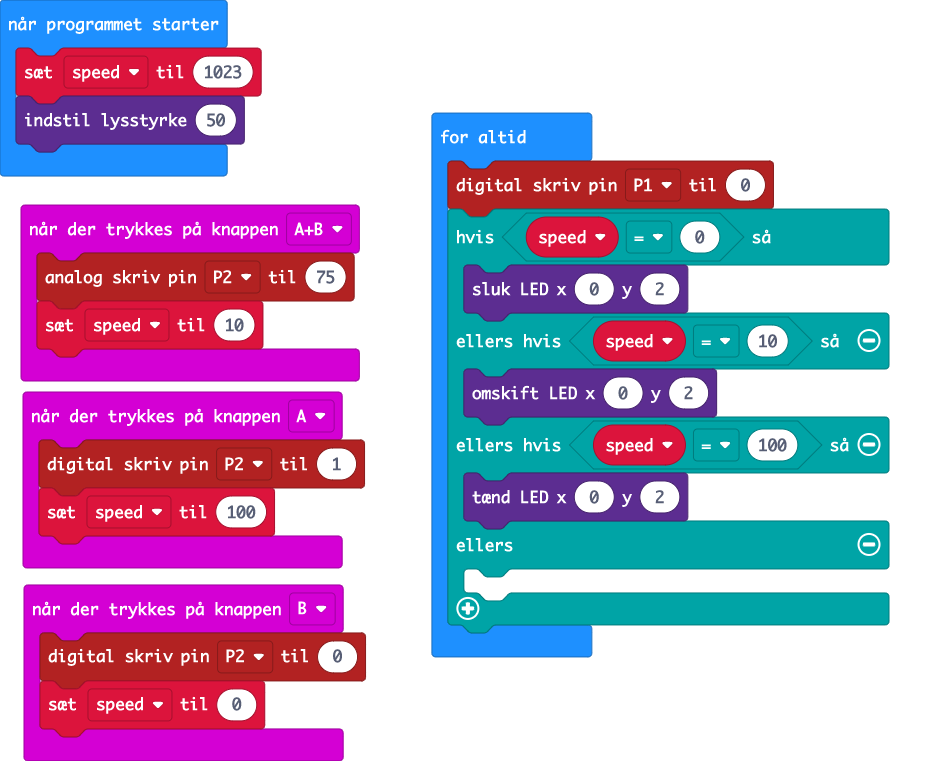 når programmet starter
sæt speed til 1023
indstil lysstyrke 50
når der trykkes på knappen A+B
analog skriv pin P2 til 75
sæt speed til 10
når der trykkes på knappen A
digital skriv pin P2 til 1
sæt speed til 100
når der trykkes på knappen B
digital skriv pin P2 til 0
sæt speed til 0
for altid
digital skriv pin P1 til 0
hvis speed = 0 så
sluk LED x 0 y 2
ellers hvis speed = 10 så
omskift LED x 0 y 2
ellers hvis speed = 100 så
tænd LED x 0 y 2
ellers